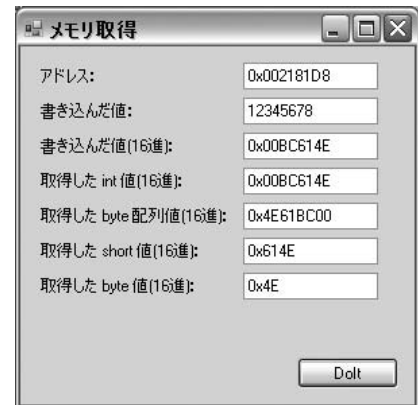 メモリ取得
アドレス: 0x002181D8
書き込んだ値: 12345678
書き込んだ値(16進): 0x00BC614E
取得した int 値(16進): 0x00BC614E
取得した byte 配列値(16進): 0x4E61BC00
取得した short 値(16進): 0x614E
取得した byte 値(16進): 0x4E
DoIt